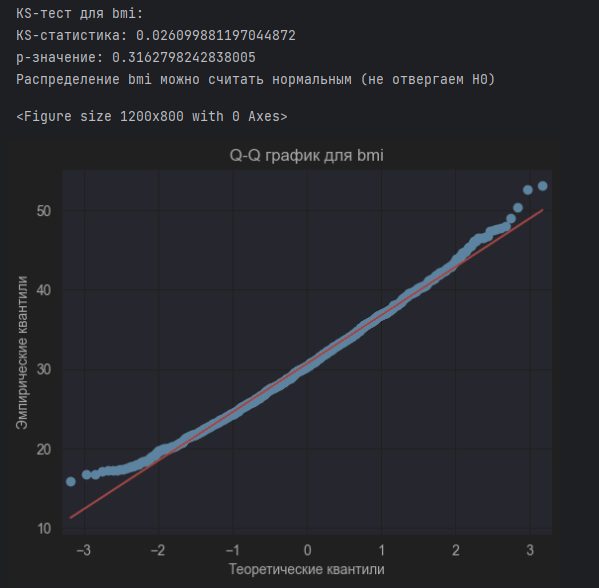 KS-тест для bmi:
KS-статистика: 0.026099881197044872
p-значение: 0.3162798242838005
Распределение bmi можно считать нормальным (не отвергаем H0)
<Figure size 1200x800 with 0 Axes>
Q-Q график для bmi
Эмпирические квантили
50
40
30
20
10
−3 −2 −1 0 1 2 3
Теоретические квантили